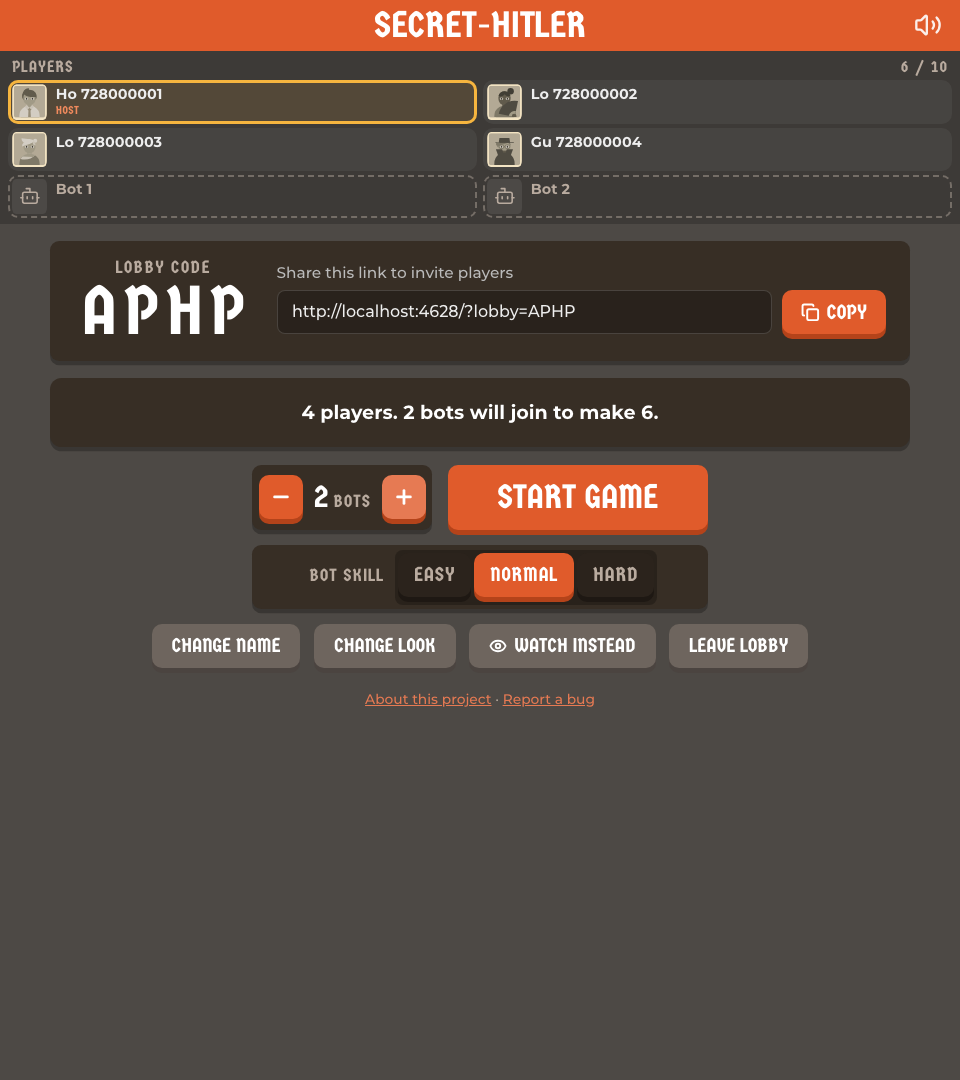 SECRET-HITLER
PLAYERS
6 / 10
Ho 728000001
HOST
Lo 728000002
Lo 728000003
Gu 728000004
Bot 1
Bot 2
LOBBY CODE
APHP
Share this link to invite players
http://localhost:4628/?lobby=APHP
COPY
4 players. 2 bots will join to make 6.
2 BOTS
START GAME
BOT SKILL
EASY
NORMAL
HARD
CHANGE NAME
CHANGE LOOK
WATCH INSTEAD
LEAVE LOBBY
About this project · Report a bug